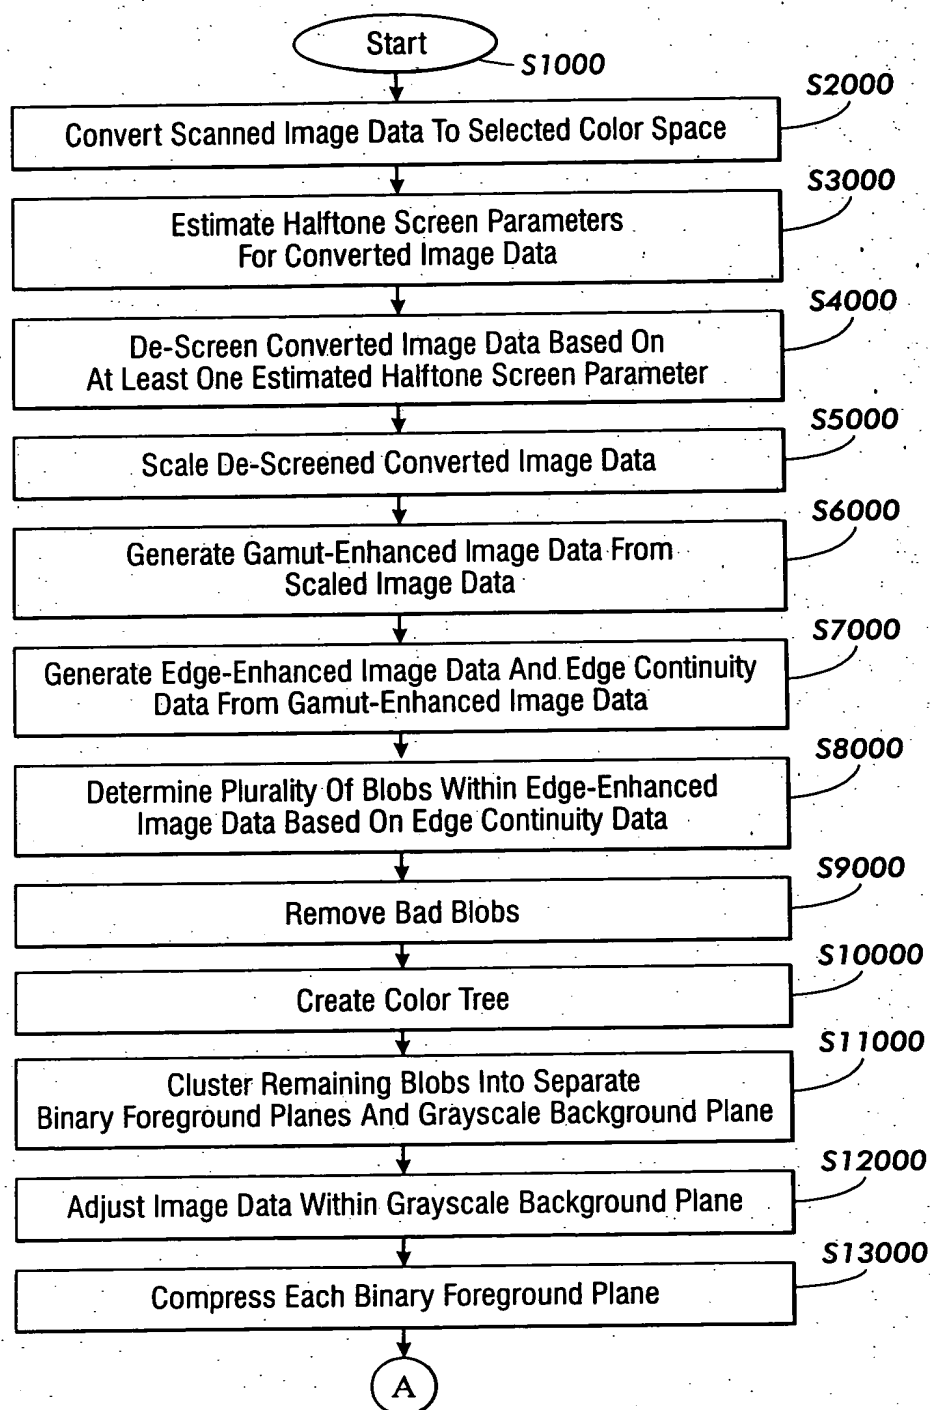 Start
S1000
S2000
Convert Scanned Image Data To Selected Color Space
S3000
Estimate Halftone Screen Parameters
For Converted Image Data
S4000
De-Screen Converted Image Data Based On
At Least One Estimated Halftone Screen Parameter
S5000
Scale De-Screened Converted Image Data
S6000
Generate Gamut-Enhanced Image Data From
Scaled Image Data
S7000
Generate Edge-Enhanced Image Data And Edge Continuity
Data From Gamut-Enhanced Image Data
S8000
Determine Plurality Of Blobs Within Edge-Enhanced
Image Data Based On Edge Continuity Data
S9000
Remove Bad Blobs
S10000
Create Color Tree
S11000
Cluster Remaining Blobs Into Separate
Binary Foreground Planes And Grayscale Background Plane
S12000
Adjust Image Data Within Grayscale Background Plane
S13000
Compress Each Binary Foreground Plane
A